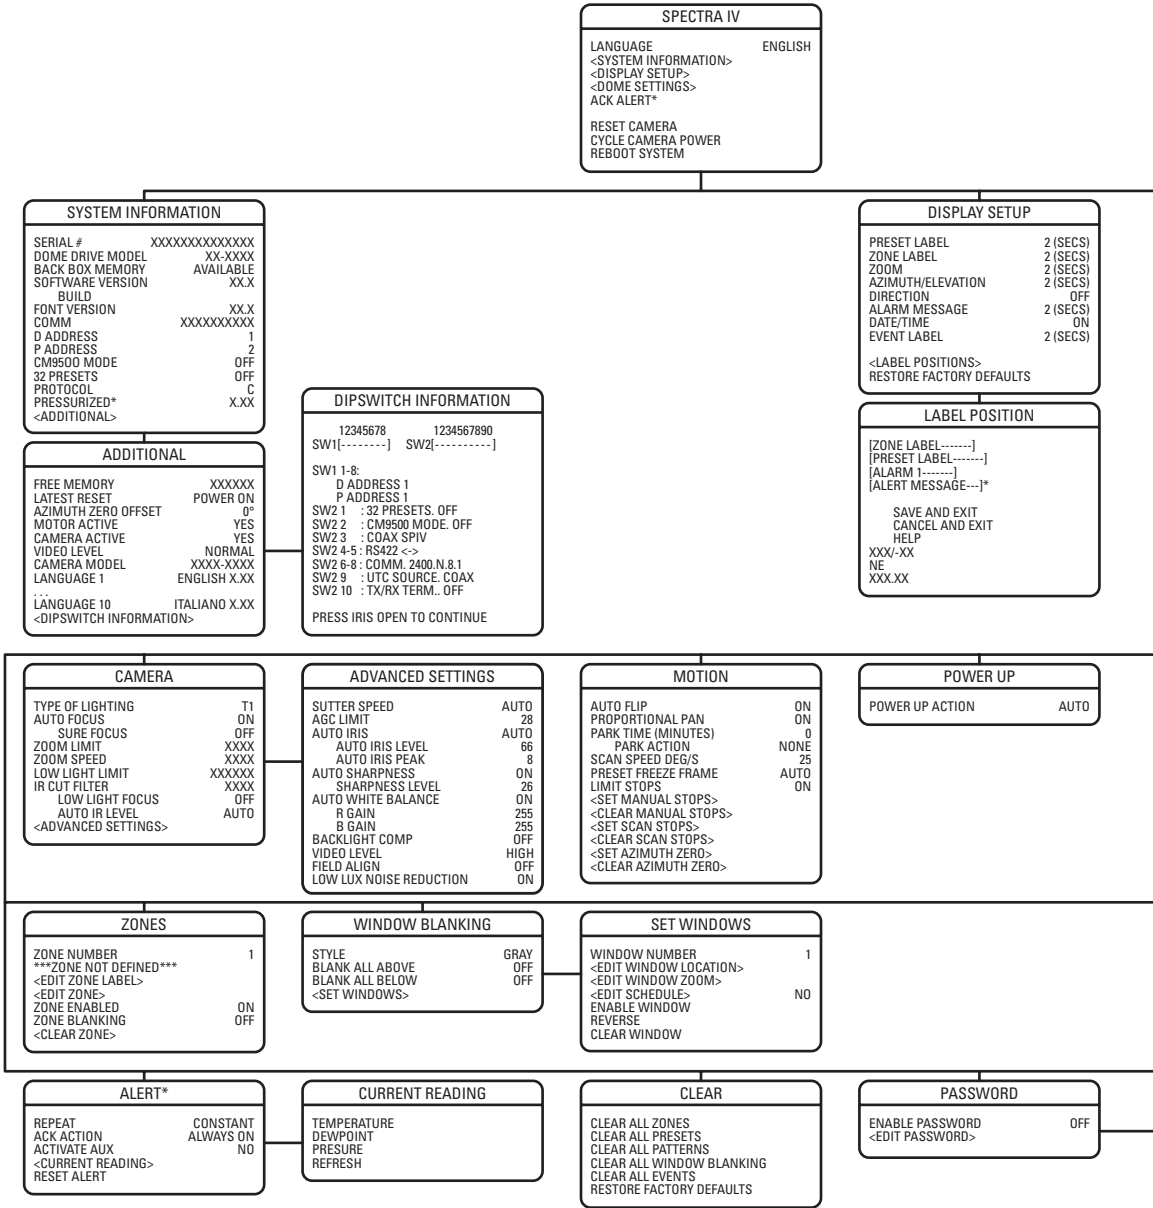 SPECTRA IV
LANGUAGE ENGLISH
<SYSTEM INFORMATION>
<DISPLAY SETUP>
<DOME SETTINGS>
ACK ALERT*
RESET CAMERA
CYCLE CAMERA POWER
REBOOT SYSTEM
SYSTEM INFORMATION
SERIAL # XXXXXXXXXXXXXX
DOME DRIVE MODEL XX-XXXX
BACK BOX MEMORY AVAILABLE
SOFTWARE VERSION XX.X
BUILD
FONT VERSION XX.X
COMM XXXXXXXXXX
D ADDRESS 1
P ADDRESS 2
CM9500 MODE OFF
32 PRESETS OFF
PROTOCOL C
PRESSURIZED* X.XX
<ADDITIONAL>
DISPLAY SETUP
PRESET LABEL 2 (SECS)
ZONE LABEL 2 (SECS)
ZOOM 2 (SECS)
AZIMUTH/ELEVATION 2 (SECS)
DIRECTION OFF
ALARM MESSAGE 2 (SECS)
DATE/TIME ON
EVENT LABEL 2 (SECS)
<LABEL POSITIONS>
RESTORE FACTORY DEFAULTS
ADDITIONAL
FREE MEMORY XXXXXX
LATEST RESET POWER ON
AZIMUTH ZERO OFFSET 0°
MOTOR ACTIVE YES
CAMERA ACTIVE YES
VIDEO LEVEL NORMAL
CAMERA MODEL XXXX-XXXX
LANGUAGE 1 ENGLISH X.XX
. . .
LANGUAGE 10 ITALIANO X.XX
<DIPSWITCH INFORMATION>
DIPSWITCH INFORMATION
12345678 1234567890
SW1[- - - - - - - -] SW2[- - - - - - - - - -]
SW1 1-8:
D ADDRESS 1
P ADDRESS 1
SW2 1 : 32 PRESETS. OFF
SW2 2 : CM9500 MODE. OFF
SW2 3 : COAX SPIV
SW2 4-5 : RS422 <->
SW2 6-8 : COMM. 2400.N.8.1
SW2 9 : UTC SOURCE. COAX
SW2 10 : TX/RX TERM.. OFF
PRESS IRIS OPEN TO CONTINUE
LABEL POSITION
[ZONE LABEL-------]
[PRESET LABEL-------]
[ALARM 1-------]
[ALERT MESSAGE---]*
SAVE AND EXIT
CANCEL AND EXIT
HELP
XXX/-XX
NE
XXX.XX
CAMERA
TYPE OF LIGHTING T1
AUTO FOCUS ON
SURE FOCUS OFF
ZOOM LIMIT XXXX
ZOOM SPEED XXXX
LOW LIGHT LIMIT XXXXXX
IR CUT FILTER XXXX
LOW LIGHT FOCUS OFF
AUTO IR LEVEL AUTO
<ADVANCED SETTINGS>
ADVANCED SETTINGS
SUTTER SPEED AUTO
AGC LIMIT 28
AUTO IRIS AUTO
AUTO IRIS LEVEL 66
AUTO IRIS PEAK 8
AUTO SHARPNESS ON
SHARPNESS LEVEL 26
AUTO WHITE BALANCE ON
R GAIN 255
B GAIN 255
BACKLIGHT COMP OFF
VIDEO LEVEL HIGH
FIELD ALIGN OFF
LOW LUX NOISE REDUCTION ON
MOTION
AUTO FLIP ON
PROPORTIONAL PAN ON
PARK TIME (MINUTES) 0
PARK ACTION NONE
SCAN SPEED DEG/S 25
PRESET FREEZE FRAME AUTO
LIMIT STOPS ON
<SET MANUAL STOPS>
<CLEAR MANUAL STOPS>
<SET SCAN STOPS>
<CLEAR SCAN STOPS>
<SET AZIMUTH ZERO>
<CLEAR AZIMUTH ZERO>
POWER UP
POWER UP ACTION AUTO
ZONES
ZONE NUMBER 1
***ZONE NOT DEFINED***
<EDIT ZONE LABEL>
<EDIT ZONE>
ZONE ENABLED ON
ZONE BLANKING OFF
<CLEAR ZONE>
WINDOW BLANKING
STYLE GRAY
BLANK ALL ABOVE OFF
BLANK ALL BELOW OFF
<SET WINDOWS>
SET WINDOWS
WINDOW NUMBER 1
<EDIT WINDOW LOCATION>
<EDIT WINDOW ZOOM>
<EDIT SCHEDULE> NO
ENABLE WINDOW
REVERSE
CLEAR WINDOW
ALERT*
REPEAT CONSTANT
ACK ACTION ALWAYS ON
ACTIVATE AUX NO
<CURRENT READING>
RESET ALERT
CURRENT READING
TEMPERATURE
DEWPOINT
PRESURE
REFRESH
CLEAR
CLEAR ALL ZONES
CLEAR ALL PRESETS
CLEAR ALL PATTERNS
CLEAR ALL WINDOW BLANKING
CLEAR ALL EVENTS
RESTORE FACTORY DEFAULTS
PASSWORD
ENABLE PASSWORD OFF
<EDIT PASSWORD>